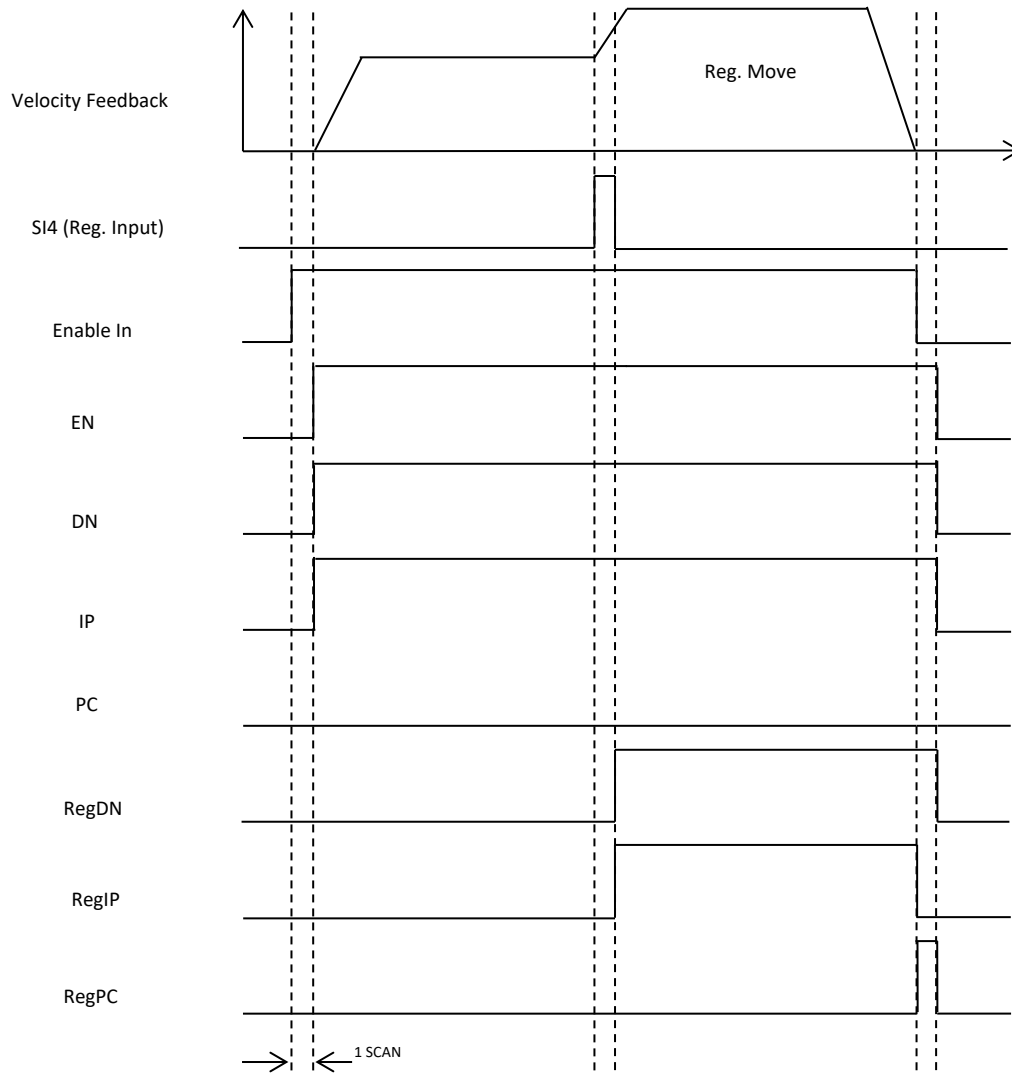 Reg. Move
Velocity Feedback
SI4 (Reg. Input)
Enable In
EN
DN
IP
PC
RegDN
RegIP
RegPC
1 SCAN